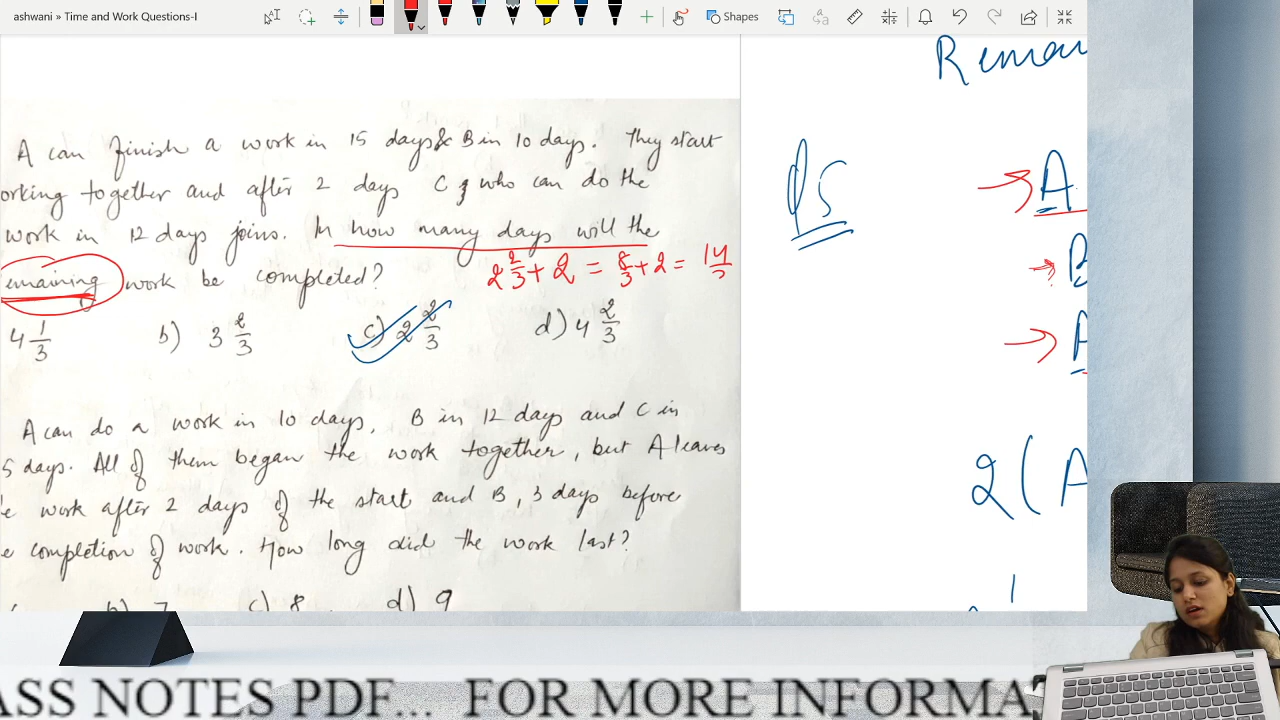 ashwani » Time and Work Questions-I
Shapes
Remain
A can finish a work in 15 days & B in 10 days. They start
orking together and after 2 days C, who can do the
work in 12 days joins. In how many days will the
emaining work be completed?
2 2/3 + 2 = 8/3 + 2 = 14/3
4 1/3 b) 3 2/3 c) 2 2/3 d) 4 2/3
A can do a work in 10 days, B in 12 days and C in
5 days. All of them began the work together, but A leaves
e work after 2 days of the start and B, 3 days before
e completion of work. How long did the work last?
b) 7 c) 8 d) 9
A
B
A
2(A
ASS NOTES PDF... FOR MORE INFORMA